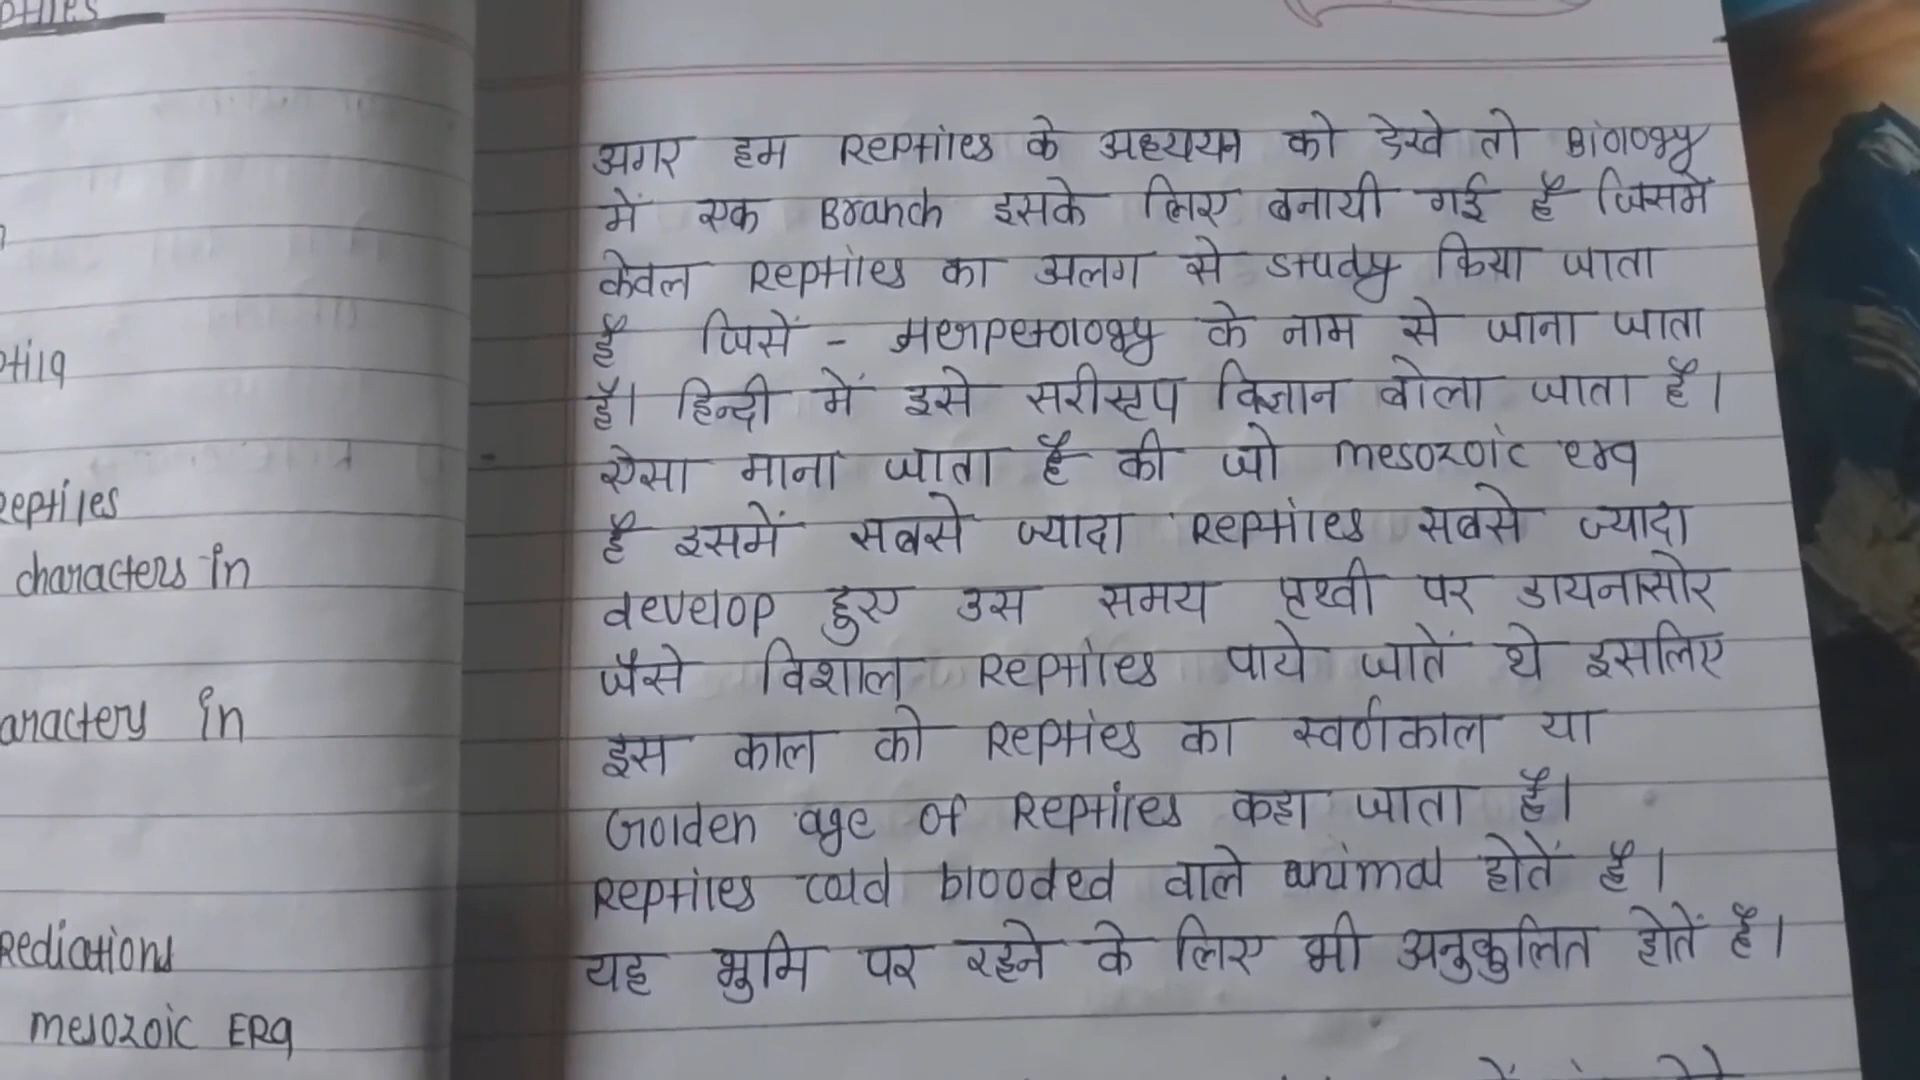 reptiles
characters in
in
mesozoic ERA
अगर हम Reptiles के अध्ययन को देखे तो Biology
में एक Branch इसके लिए बनायी गई है जिसमें
केवल Reptiles का अलग से study किया जाता
है जिसें - Herpetology के नाम से जाना जाता
है। हिन्दी में इसे सरीसृप विज्ञान बोला जाता है।
ऐसा माना जाता है की जो mesozoic era
है इसमें सबसे ज्यादा Reptiles सबसे ज्यादा
develop हुए उस समय पृथ्वी पर डायनासोर
जैसे विशाल Reptiles पाये जातें थे इसलिए
इस काल को Reptiles का स्वर्णकाल या
Golden age of Reptiles कहा जाता है।
Reptiles cold blooded वाले animal होतें है।
यह भुमि पर रहने के लिए भी अनुकुलित होतें है।